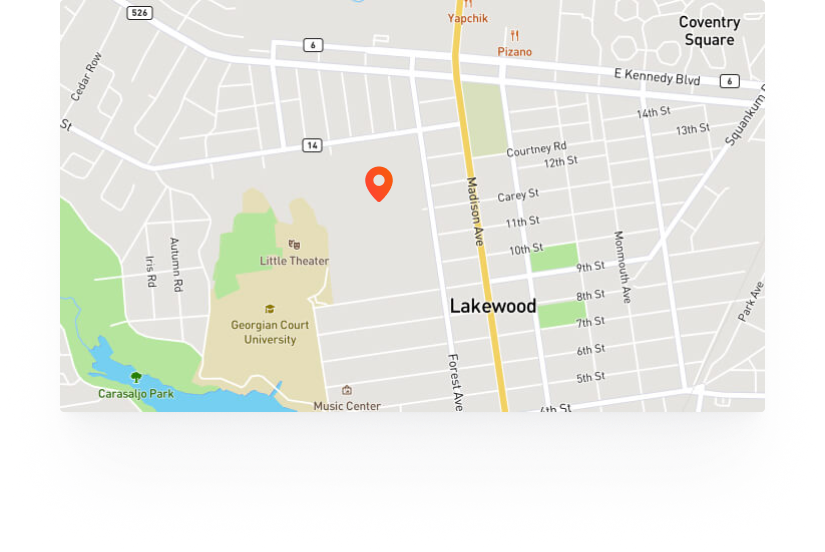 526
Yapchik
Coventry
Square
6
Pizano
Cedar Row
E Kennedy Blvd
6
St
14th St
13th St
Squankum
14
Courtney Rd
12th St
Carey St
Madison Ave
11th St
10th St
Iris Rd
Autumn Rd
Little Theater
Monmouth Ave
9th St
Lakewood
8th St
Park Ave
Georgian Court
University
7th St
6th St
5th St
Forest Ave
Carasaljo Park
Music Center